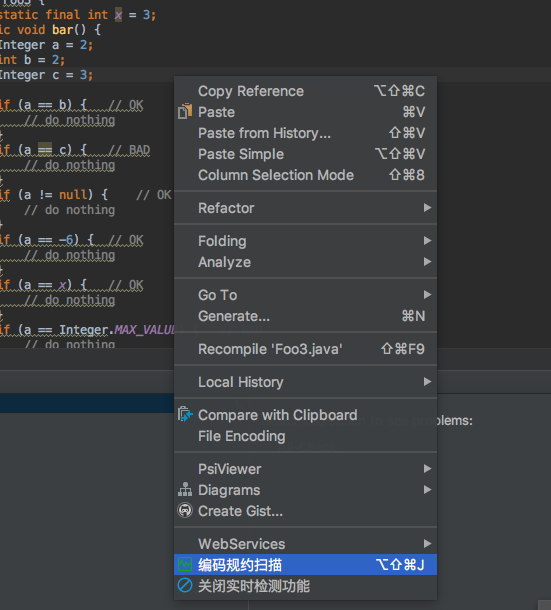 Foo3 {
static final int x = 3;
ic void bar() {
Integer a = 2;
int b = 2;
Integer c = 3;
if (a == b) {   // OK
// do nothing
}
if (a == c) {   // BAD
// do nothing
}
if (a != null) {    // OK
// do nothing
}
if (a == -6) {  // OK
// do nothing
}
if (a == x) {   // OK
// do nothing
}
if (a == Integer.MAX_VALUE
// do nothing
Copy Reference ⌥⇧⌘C
Paste ⌘V
Paste from History... ⇧⌘V
Paste Simple ⌥⇧⌘V
Column Selection Mode ⇧⌘8
Refactor
Folding
Analyze
Go To
Generate... ⌘N
Recompile 'Foo3.java' ⇧⌘F9
Local History
Compare with Clipboard
File Encoding
PsiViewer
Diagrams
Create Gist...
WebServices
编码规约扫描 ⌥⇧⌘J
关闭实时检测功能
blems: